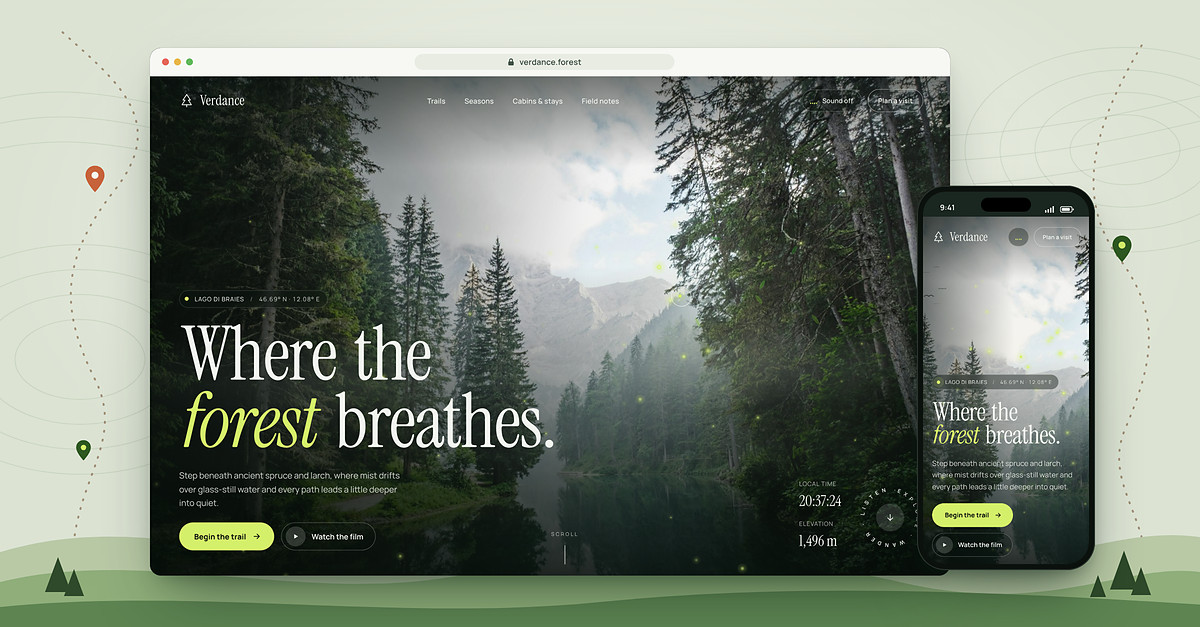 verdance.forest
Verdance
Trails
Seasons
Cabins & stays
Field notes
Sound off
Plan a visit
LAGO DI BRAIES / 46.69° N · 12.08° E
Where the
forest breathes.
Step beneath ancient spruce and larch, where mist drifts
over glass-still water and every path leads a little deeper
into quiet.
Begin the trail
Watch the film
SCROLL
LOCAL TIME
20:37:24
ELEVATION
1,496 m
LISTEN
WANDER
9:41
Verdance
Plan a visit
LAGO DI BRAIES / 46.69° N · 12.08° E
Where the
forest breathes.
Step beneath ancient spruce and larch,
where mist drifts over glass-still water and
every path leads a little deeper into quiet.
Begin the trail
Watch the film